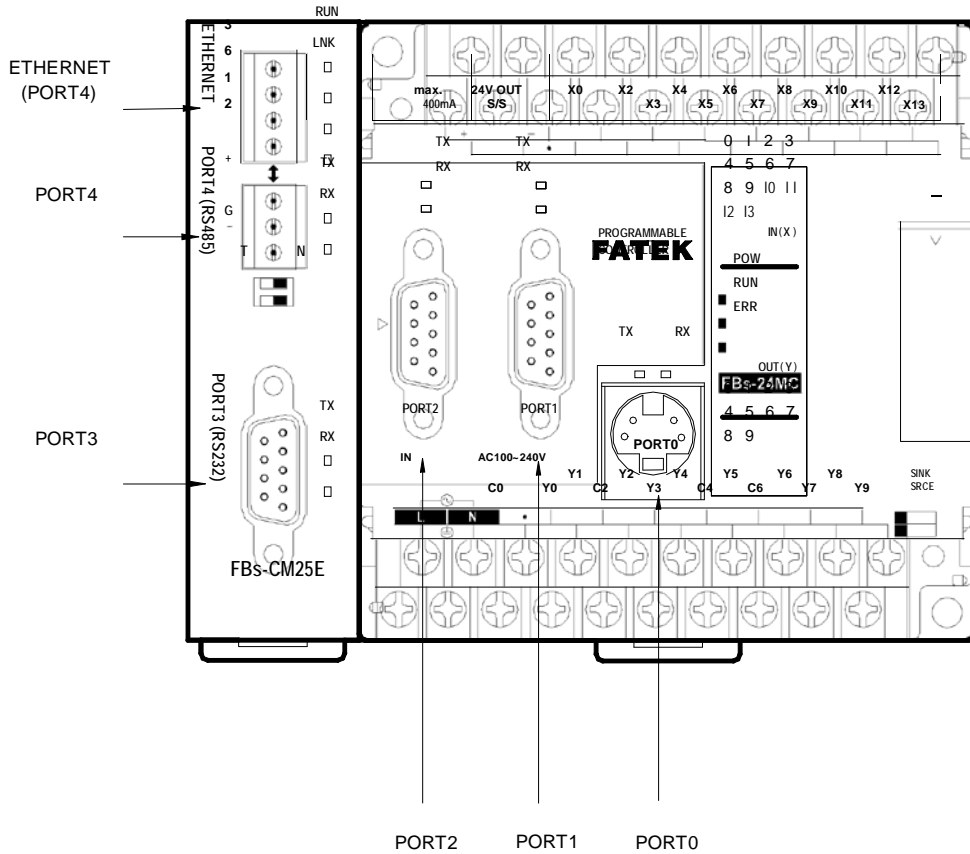 RUN
LNK
ETHERNET
6
1
2
ETHERNET
(PORT4)
+
TX
RX
G
−
T N
PORT4 (RS485)
PORT4
PORT3 (RS232)
TX
RX
PORT3
FBs-CM25E
max.
400mA
24V OUT
S/S
X0 X2 X4 X6 X8 X10 X12
X3 X5 X7 X9 X11 X13
+ −
TX TX
RX RX
0 1 2 3
4 5 6 7
8 9 10 11
12 13
IN(X)
PROGRAMMABLE
CONTROLLER
FATEK
POW
RUN
ERR
TX RX
OUT(Y)
FBs-24MC
4 5 6 7
8 9
PORT2 PORT1
PORT0
IN AC100~240V
Y1 Y2 Y4 Y5 Y6 Y8
C0 Y0 C2 Y3 C4 C6 Y7 Y9
SINK
SRCE
L N
PORT2 PORT1 PORT0